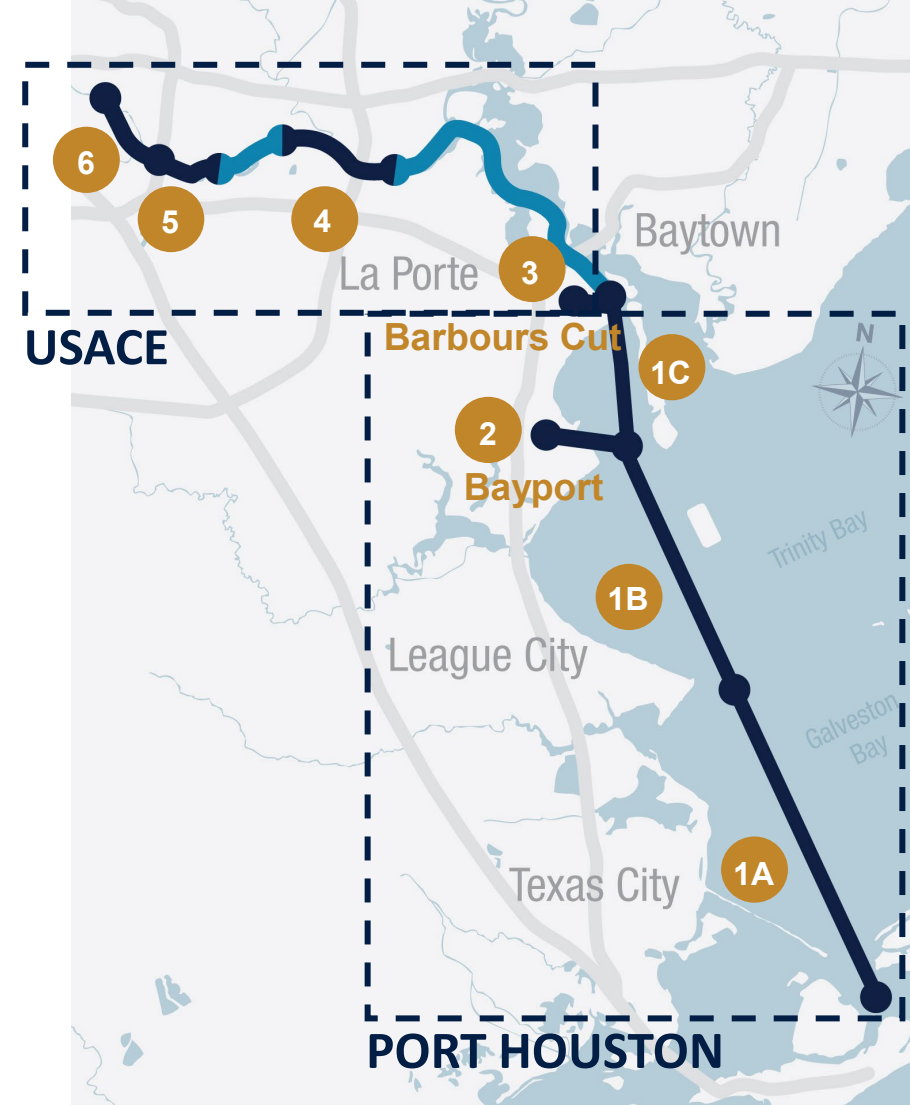 6
5
4
3
Baytown
La Porte
Barbours Cut
USACE
N
1C
2
Bayport
Trinity Bay
1B
League City
Galveston
Bay
1A
Texas City
PORT HOUSTON